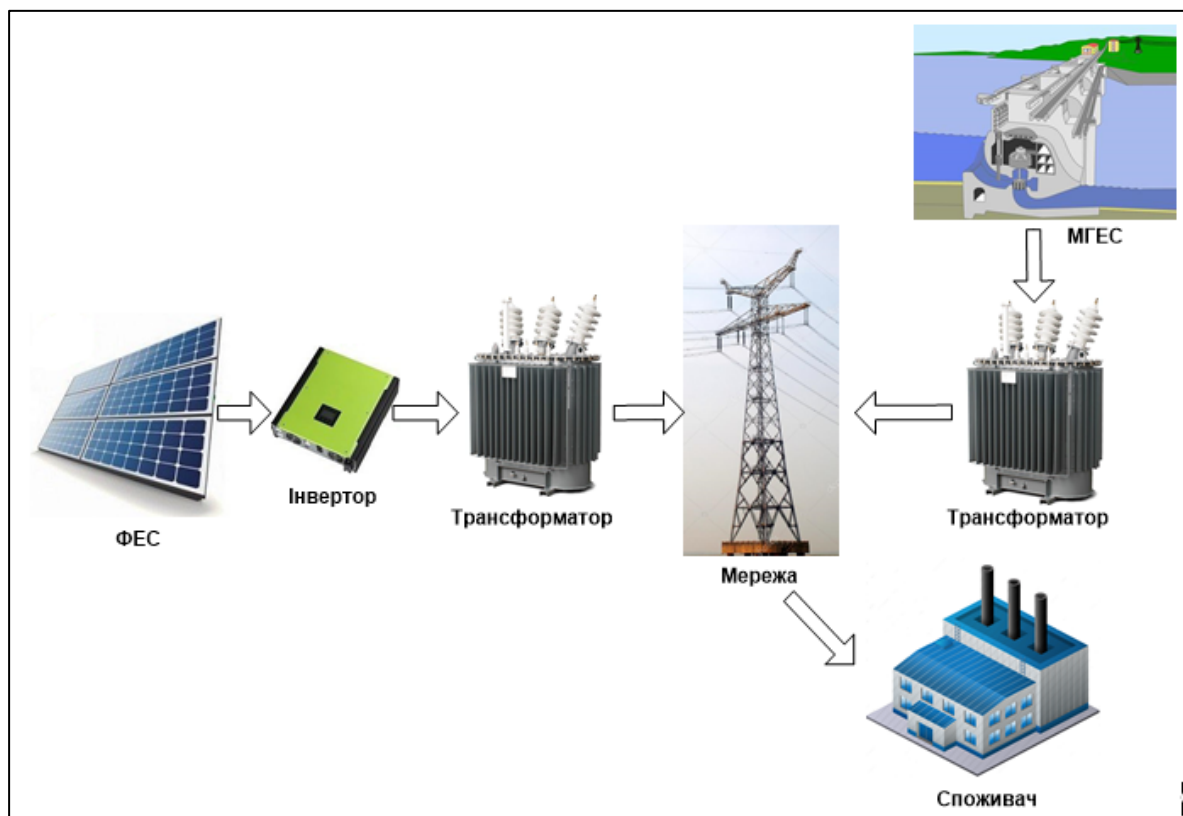 МГЕС
Інвертор
Трансформатор
Трансформатор
ФЕС
Мережа
Споживач